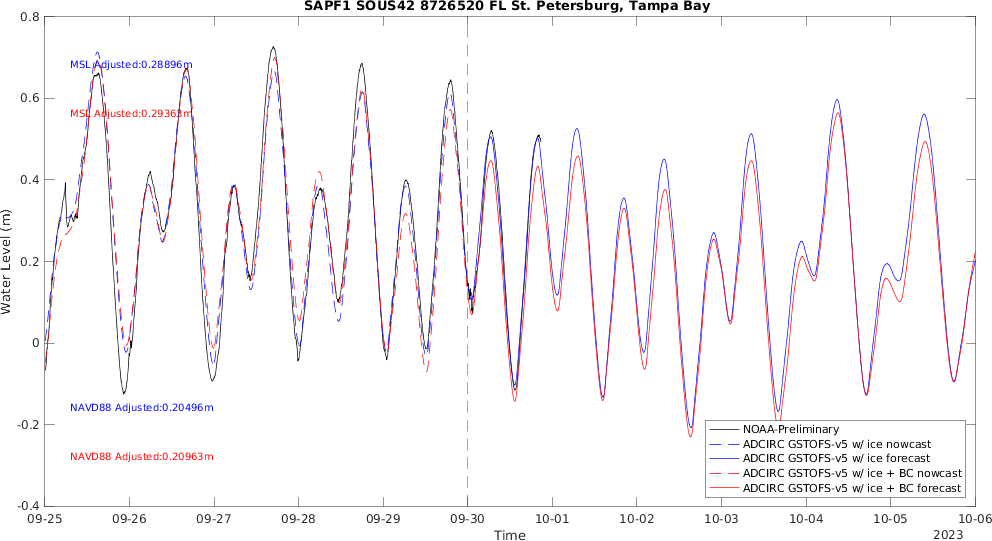 SAPF1 SOUS42 8726520 FL St. Petersburg, Tampa Bay
0.8
0.6
0.4
0.2
0
-0.2
-0.4
Water Level (m)
MSL Adjusted:0.28896m
MSL Adjusted:0.29363m
NAVD88 Adjusted:0.20496m
NAVD88 Adjusted:0.20963m
NOAA-Preliminary
ADCIRC GSTOFS-v5 w/ ice nowcast
ADCIRC GSTOFS-v5 w/ ice forecast
ADCIRC GSTOFS-v5 w/ ice + BC nowcast
ADCIRC GSTOFS-v5 w/ ice + BC forecast
09-25 09-26 09-27 09-28 09-29 09-30 10-01 10-02 10-03 10-04 10-05 10-06
Time
2023